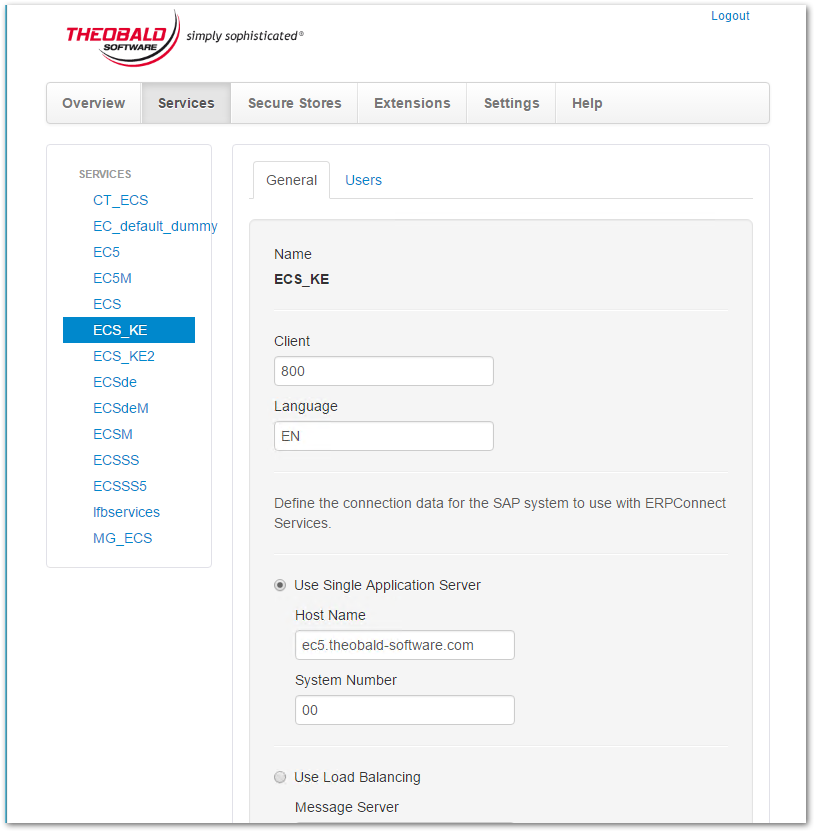 Logout
THEOBALD
SOFTWARE
simply sophisticated®
Overview
Services
Secure Stores
Extensions
Settings
Help
SERVICES
CT_ECS
EC_default_dummy
EC5
EC5M
ECS
ECS_KE
ECS_KE2
ECSde
ECSdeM
ECSM
ECSSS
ECSSS5
lfbservices
MG_ECS
General
Users
Name
ECS_KE
Client
800
Language
EN
Define the connection data for the SAP system to use with ERPConnect
Services.
Use Single Application Server
Host Name
ec5.theobald-software.com
System Number
00
Use Load Balancing
Message Server